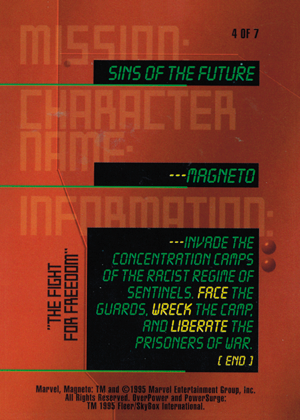 4 OF 7
MISSION:
SINS OF THE FUTURE
CHARACTER
NAME:
---MAGNETO
INFORMATION:
"THE FIGHT
FOR FREEDOM"
---INVADE THE
CONCENTRATION CAMPS
OF THE RACIST REGIME OF
SENTINELS, FACE THE
GUARDS, WRECK THE CAMP,
AND LIBERATE THE
PRISONERS OF WAR.
( END )
Marvel, Magneto: TM and ©1995 Marvel Entertainment Group, Inc.
All Rights Reserved. OverPower and PowerSurge:
TM 1995 Fleer/SkyBox International.